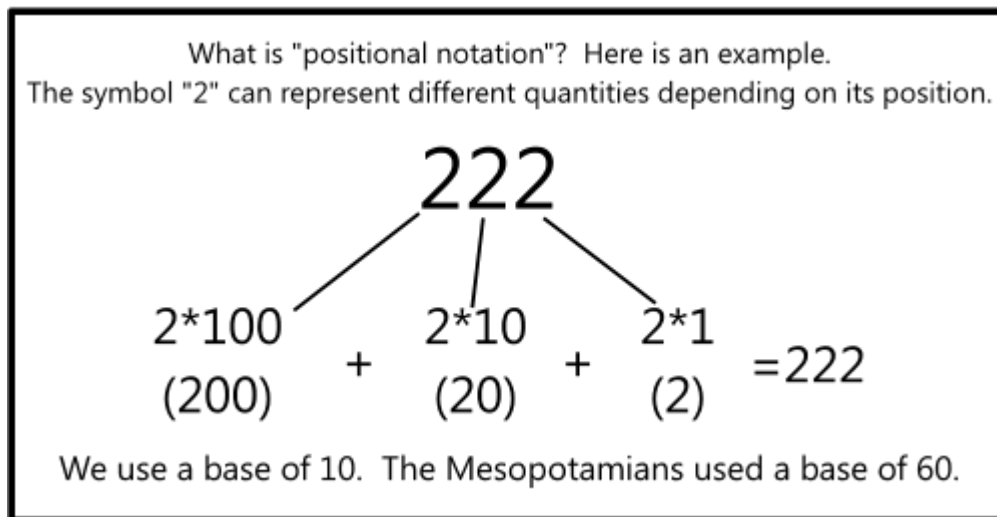 What is "positional notation"? Here is an example.
The symbol "2" can represent different quantities depending on its position.
222
2*100 2*10 2*1
+ + =222
(200) (20) (2)
We use a base of 10. The Mesopotamians used a base of 60.